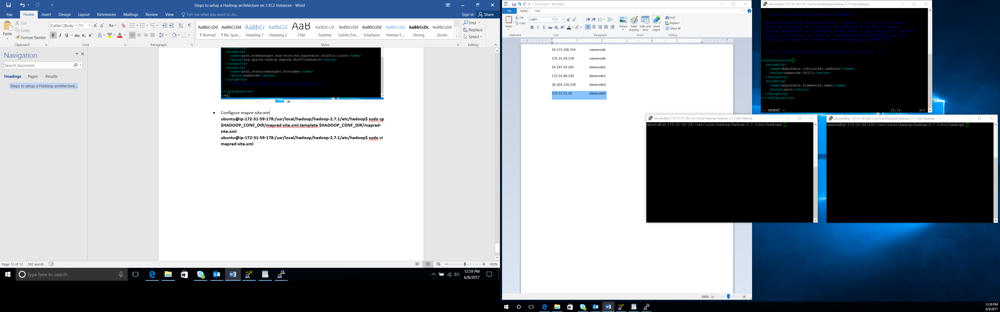 Steps to setup a Hadoop architecture on 3 EC2 instances - Word
File Home Insert Design Layout References Mailings Review View Tell me what you want to do... Sign in Share
Paste
Cut
Copy
Format Painter
Clipboard
Calibri (Body) 11
Font
Paragraph
AaBbCcDd AaBbCcDd AaBbC AaBbCcD AaB AaBbCcD AaBbCcDd AaBbCcDd AaBbCcDd AaBbCcDc AaBbCcDd
¶ Normal ¶ No Spac... Heading 1 Heading 2 Title Subtitle Subtle Em... Emphasis Intense E... Strong Quote
Styles
Find
Replace
Select
Editing
Navigation
Search document
Headings Pages Results
Steps to setup a Hadoop architecture...
</property>
<property>
<name>yarn.nodemanager.aux-services.mapreduce.shuffle.class</name>
<value>org.apache.hadoop.mapred.ShuffleHandler</value>
</property>
<property>
<name>yarn.resourcemanager.hostname</name>
<value>namenode</value>
</property>
<!-- Site specific YARN configuration properties -->
</configuration>
:wq
• Configure mapre-site.xml
ubuntu@ip-172-31-59-178:/usr/local/hadoop/hadoop-2.7.1/etc/hadoop$ sudo cp
$HADOOP_CONF_DIR/mapred-site.xml.template $HADOOP_CONF_DIR/mapred-
site.xml
ubuntu@ip-172-31-59-178:/usr/local/hadoop/hadoop-2.7.1/etc/hadoop$ sudo vi
mapred-site.xml
Page 12 of 12 592 words
100%
Type here to search
12:59 PM
6/8/2017
Document - WordPad
File Home View
Paste
Cut
Copy
Clipboard
Calibri 11
Font
Paragraph
Picture
Paint drawing
Date and time
Insert object
Insert
Find
Replace
Select all
Editing
1 1 2 3 4 5 7
54.173.106.154 namenode
172.31.59.178 namenode
54.197.14.245 datanode1
172.31.60.230 datanode1
34.201.116.159 datanode2
172.31.51.29 datanode2
100%
ubuntu@ip-172-31-59-178: /usr/local/hadoop/hadoop-2.7.1/etc/hadoop
http://www.apache.org/licenses/LICENSE-2.0
Unless required by applicable law or agreed to in writing, software
distributed under the License is distributed on an "AS IS" BASIS,
WITHOUT WARRANTIES OR CONDITIONS OF ANY KIND, either express or implied.
See the License for the specific language governing permissions and
limitations under the License. See accompanying LICENSE file.
-->
<!-- Put site-specific property overrides in this file. -->
<configuration>
<property>
<name>mapreduce.jobtracker.address</name>
<value>namenode:54311</value>
</property>
<property>
<name>mapreduce.framework.name</name>
<value>yarn</value>
</property>
</configuration>
~
~
-- INSERT -- 19,16 Bot
ubuntu@ip-172-31-51-29: /usr/local/hadoop/hadoop-2.7.1/etc/hadoop
ubuntu@ip-172-31-51-29:/usr/local/hadoop/hadoop-2.7.1/etc/hadoop$
ubuntu@ip-172-31-60-230: /usr/local/hadoop/hadoop-2.7.1/etc/hadoop
ubuntu@ip-172-31-60-230:/usr/local/hadoop/hadoop-2.7.1/etc/hadoop$
12:59 PM
6/8/2017